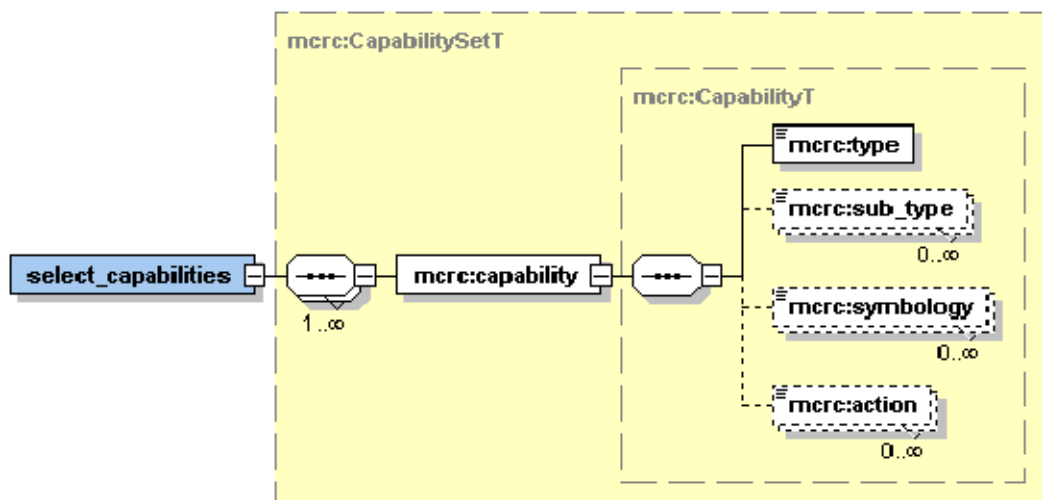 mcrc:CapabilitySetT
mcrc:CapabilityT
mcrc:type
mcrc:sub_type
0..∞
select_capabilities
mcrc:capability
1..∞
mcrc:symbology
0..∞
mcrc:action
0..∞